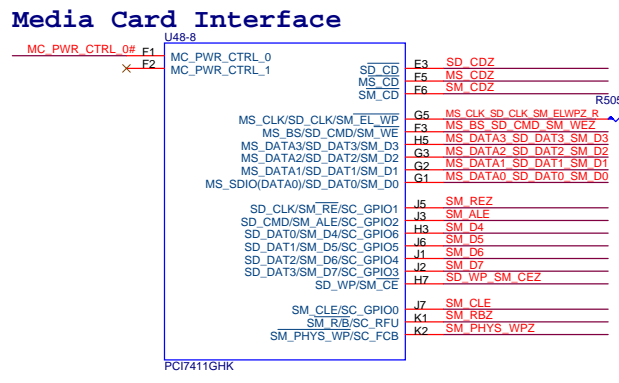 Media Card Interface
U48-8
MC_PWR_CTRL_0# F1 MC_PWR_CTRL_0
F2 MC_PWR_CTRL_1
SD_CD E3 SD_CDZ
MS_CD F5 MS_CDZ
SM_CD F6 SM_CDZ
R505
MS_CLK/SD_CLK/SM_EL_WP G5 MS_CLK_SD_CLK_SM_ELWPZ_R
MS_BS/SD_CMD/SM_WE F3 MS_BS_SD_CMD_SM_WEZ
MS_DATA3/SD_DAT3/SM_D3 H5 MS_DATA3_SD_DAT3_SM_D3
MS_DATA2/SD_DAT2/SM_D2 G3 MS_DATA2_SD_DAT2_SM_D2
MS_DATA1/SD_DAT1/SM_D1 G2 MS_DATA1_SD_DAT1_SM_D1
MS_SDIO(DATA0)/SD_DAT0/SM_D0 G1 MS_DATA0_SD_DAT0_SM_D0
SD_CLK/SM_RE/SC_GPIO1 J5 SM_REZ
SD_CMD/SM_ALE/SC_GPIO2 J3 SM_ALE
SD_DAT0/SM_D4/SC_GPIO6 H3 SM_D4
SD_DAT1/SM_D5/SC_GPIO5 J6 SM_D5
SD_DAT2/SM_D6/SC_GPIO4 J1 SM_D6
SD_DAT3/SM_D7/SC_GPIO3 J2 SM_D7
SD_WP/SM_CE H7 SD_WP_SM_CEZ
SM_CLE/SC_GPIO0 J7 SM_CLE
SM_R/B/SC_RFU K1 SM_RBZ
SM_PHYS_WP/SC_FCB K2 SM_PHYS_WPZ
PCI7411GHK